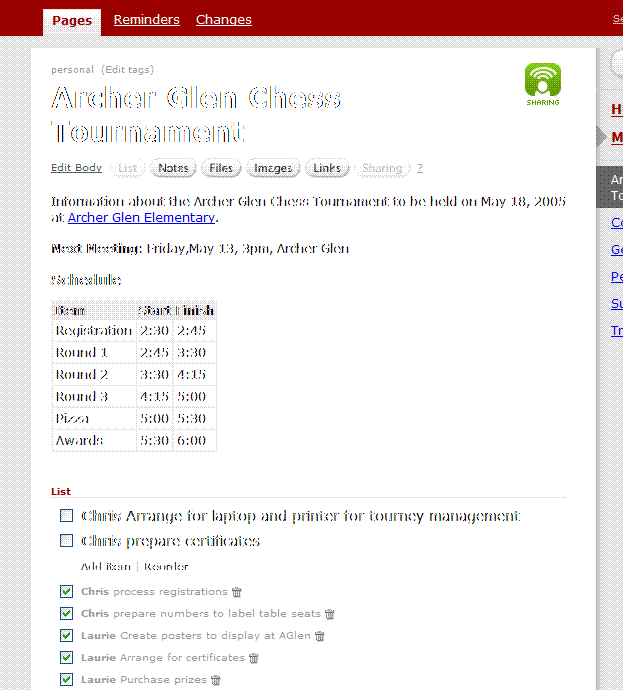 Pages Reminders Changes Se
personal (Edit tags)
SHARING
Archer Glen Chess
Tournament
Edit Body List Notes Files Images Links Sharing ?
Information about the Archer Glen Chess Tournament to be held on May 18, 2005
at Archer Glen Elementary.
Next Meeting: Friday,May 13, 3pm, Archer Glen
Schedule
Item Start Finish
Registration 2:30 2:45
Round 1 2:45 3:30
Round 2 3:30 4:15
Round 3 4:15 5:00
Pizza 5:00 5:30
Awards 5:30 6:00
List
Chris Arrange for laptop and printer for tourney management
Chris prepare certificates
Add item | Reorder
Chris process registrations
Chris prepare numbers to label table seats
Laurie Create posters to display at AGlen
Laurie Arrange for certificates
Laurie Purchase prizes
H
M
Ar
To
Co
Ge
Pe
Su
Tr